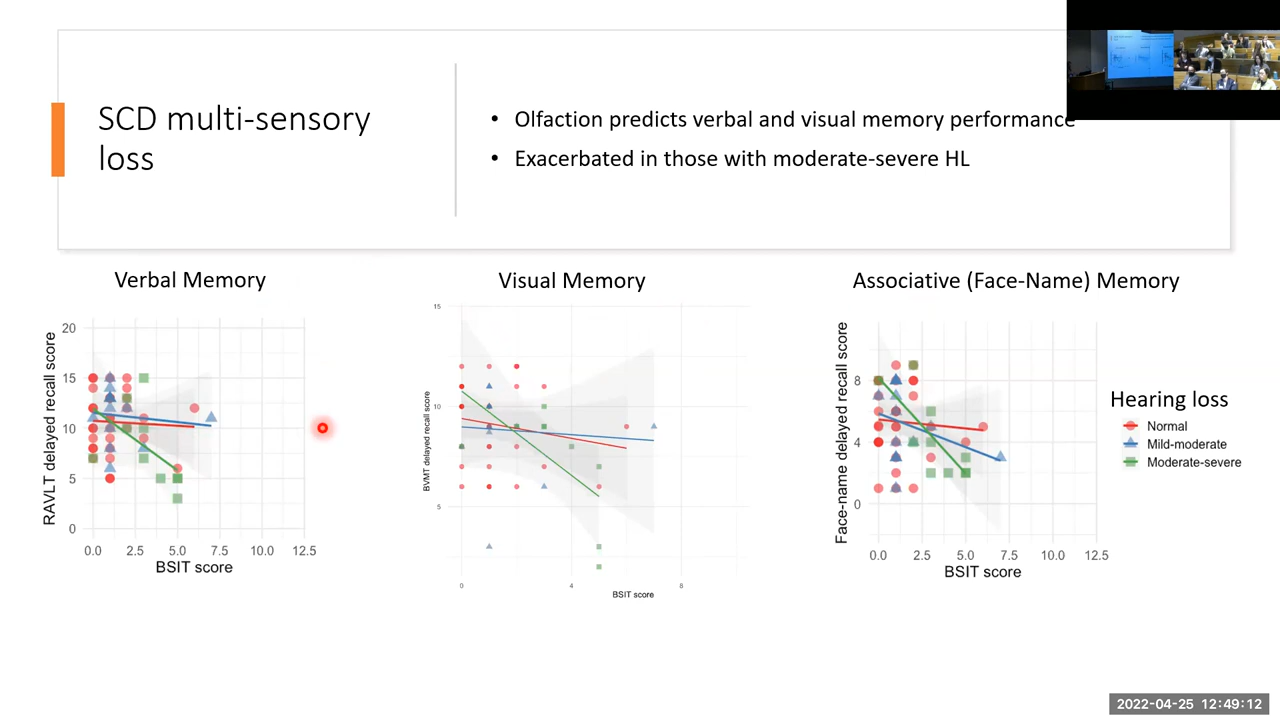 SCD multi-sensory
loss
• Olfaction predicts verbal and visual memory performance
• Exacerbated in those with moderate-severe HL
Verbal Memory
RAVLT delayed recall score
20
15
10
5
0
0.0 2.5 5.0 7.5 10.0 12.5
BSIT score
Visual Memory
BVMT delayed recall score
15
10
5
0 4 8
BSIT score
Associative (Face-Name) Memory
Face-name delayed recall score
8
4
0
0.0 2.5 5.0 7.5 10.0 12.5
BSIT score
Hearing loss
Normal
Mild-moderate
Moderate-severe
2022-04-25 12:49:12